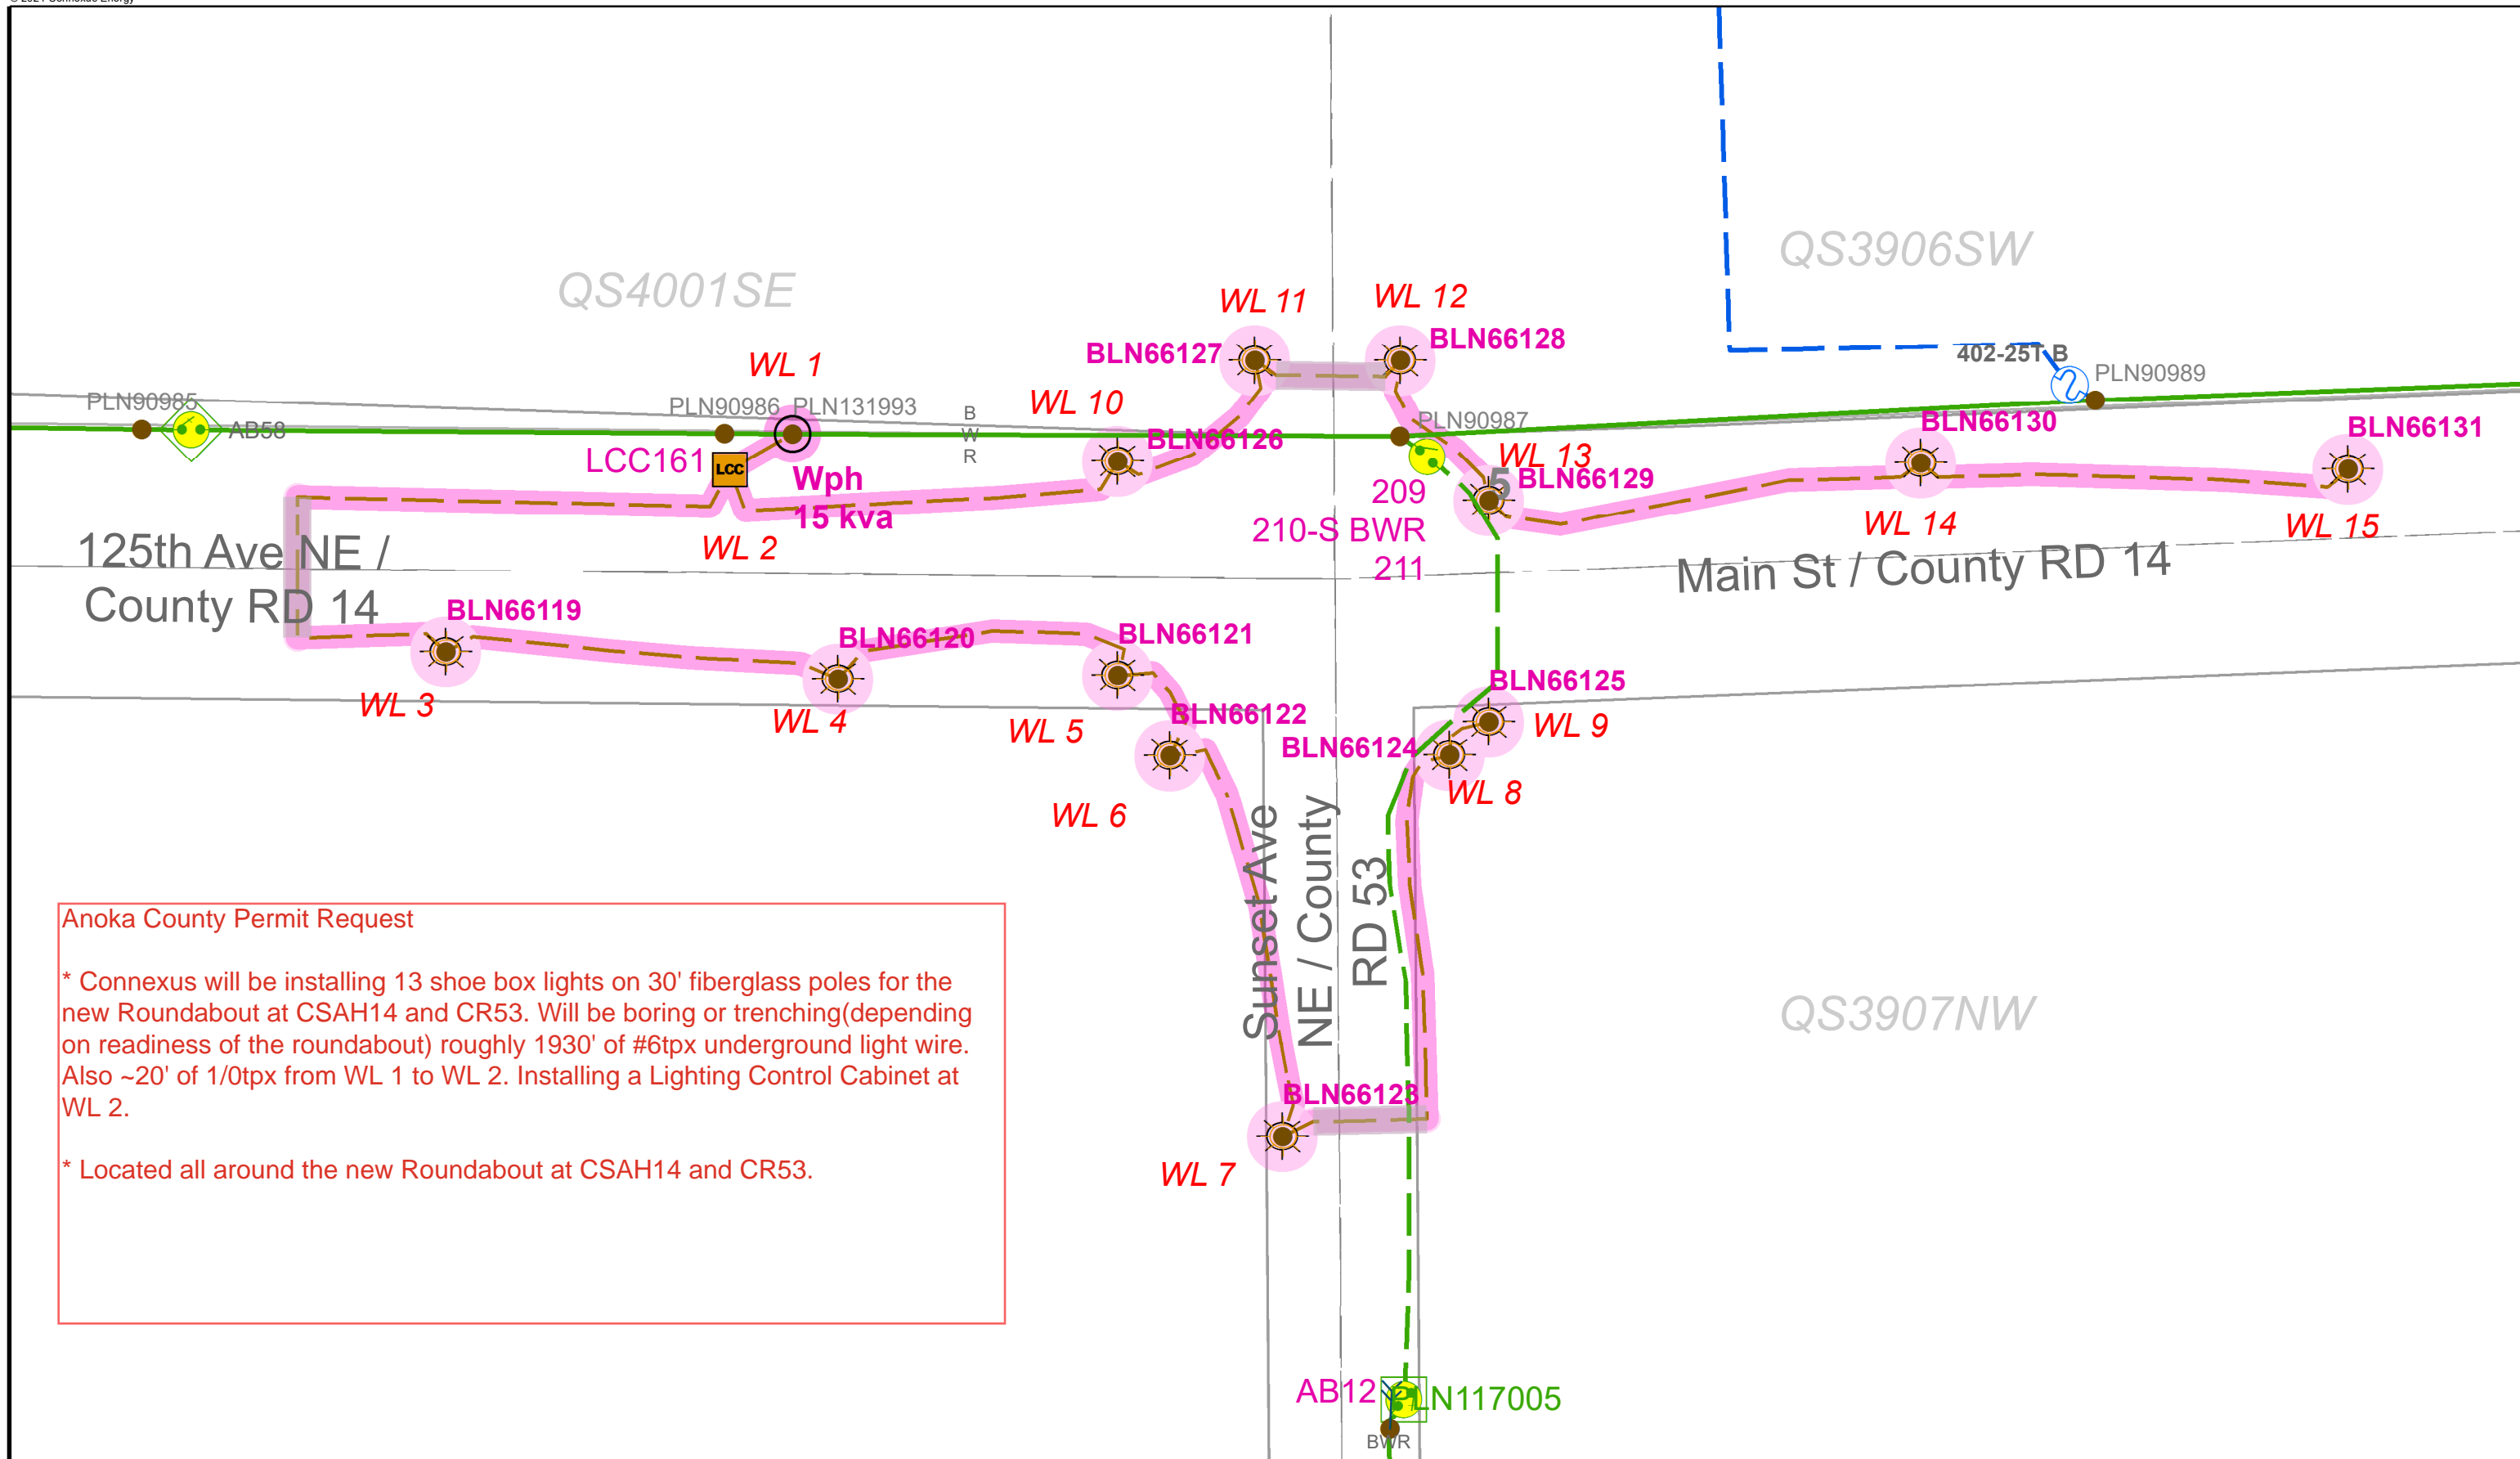 © 2024 Connexus Energy
QS3906SW
QS4001SE
WL 11
WL 12
BLN66127
BLN66128
402-25T B
PLN90989
WL 1
PLN90985
AB58
PLN90986
PLN131993
B
W
R
WL 10
BLN66126
PLN90987
BLN66130
BLN66131
LCC161
LCC
Wph
15 kva
WL 13
5
BLN66129
209
210-S BWR
211
WL 14
WL 15
WL 2
125th Ave NE /
County RD 14
Main St / County RD 14
BLN66119
BLN66120
BLN66121
WL 3
WL 4
WL 5
BLN66122
BLN66125
WL 9
BLN66124
WL 8
WL 6
Sunset Ave
NE / County
RD 53
Anoka County Permit Request
* Connexus will be installing 13 shoe box lights on 30' fiberglass poles for the
new Roundabout at CSAH14 and CR53. Will be boring or trenching(depending
on readiness of the roundabout) roughly 1930' of #6tpx underground light wire.
Also ~20' of 1/0tpx from WL 1 to WL 2. Installing a Lighting Control Cabinet at
WL 2.
* Located all around the new Roundabout at CSAH14 and CR53.
QS3907NW
BLN66123
WL 7
AB12
PLN117005
BWR